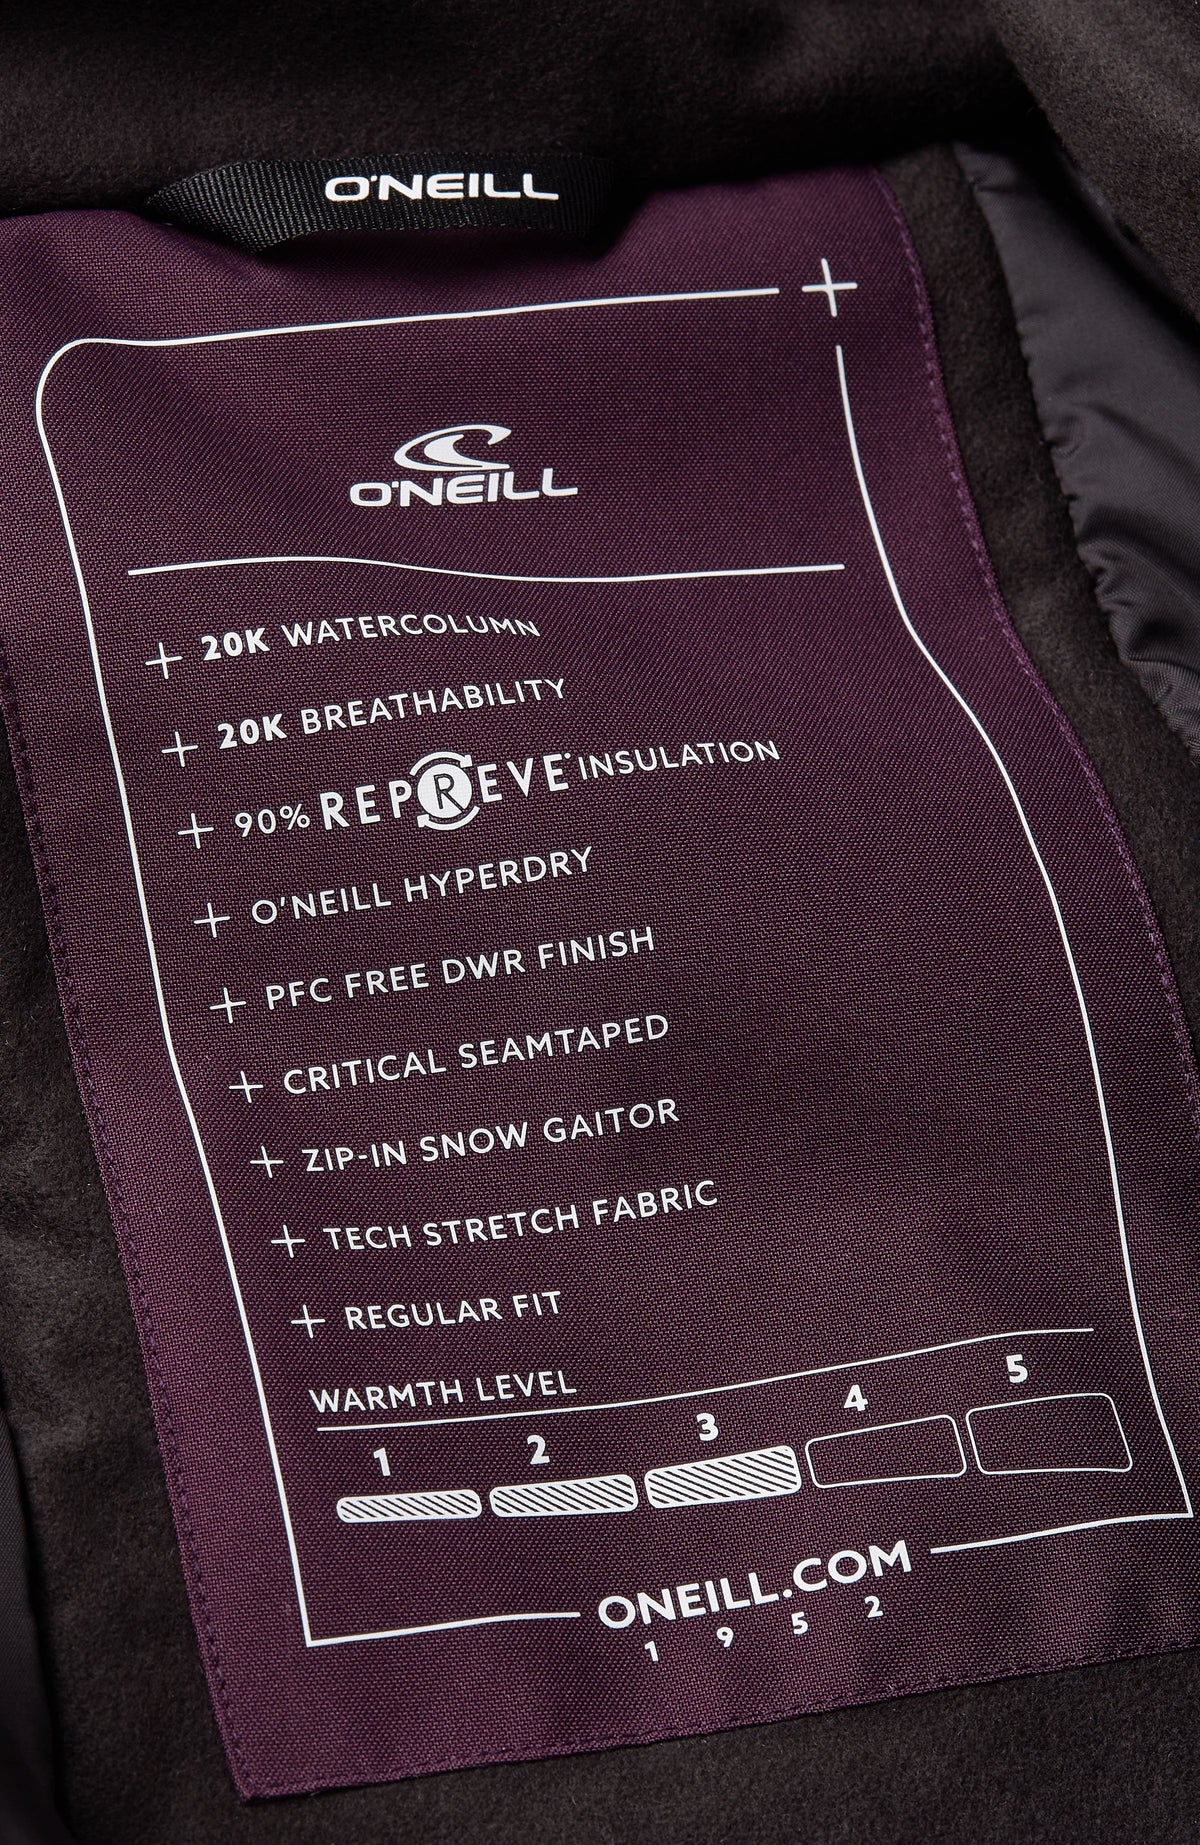 O'NEILL
O'NEILL
+ 20K WATERCOLUMN
+ 20K BREATHABILITY
+ 90% REPREVE® INSULATION
+ O'NEILL HYPERDRY
+ PFC FREE DWR FINISH
+ CRITICAL SEAMTAPED
+ ZIP-IN SNOW GAITOR
+ TECH STRETCH FABRIC
+ REGULAR FIT
WARMTH LEVEL
1 2 3 4 5
ONEILL.COM
1 9 5 2